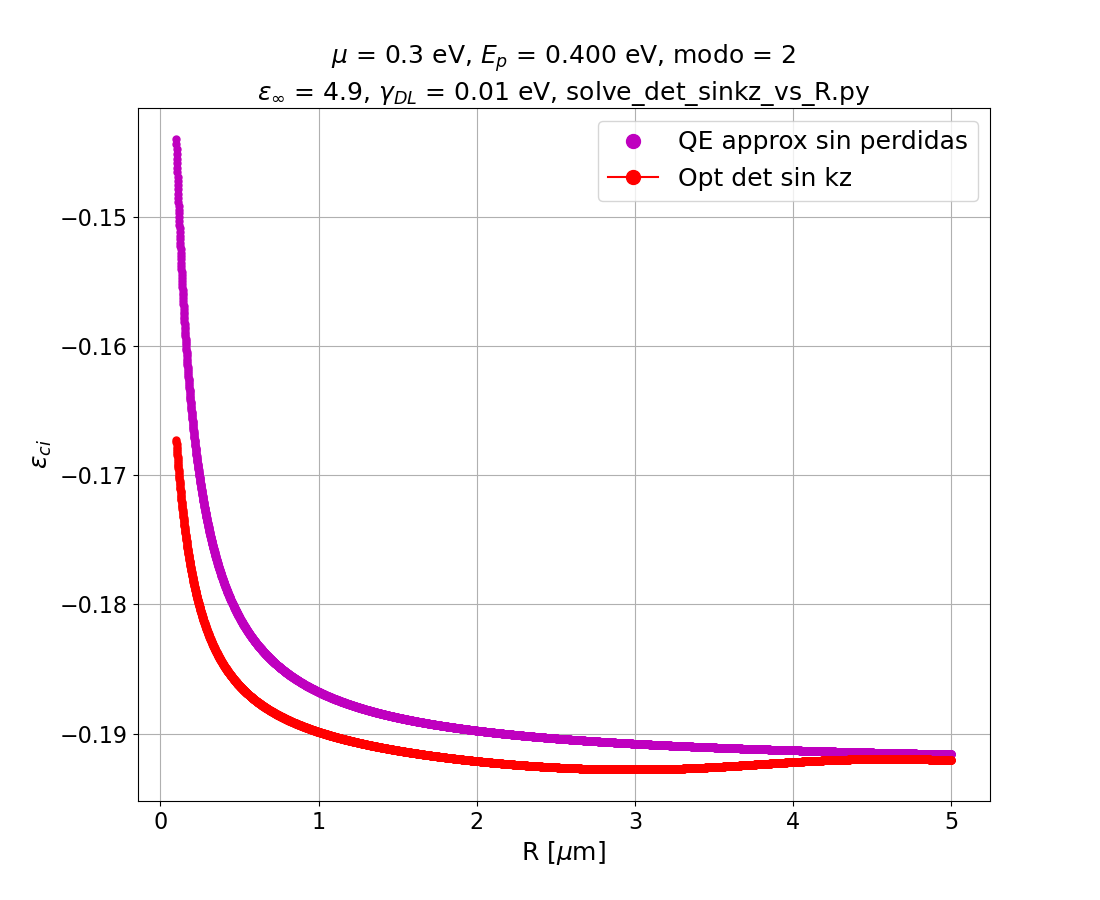 μ = 0.3 eV, E_p = 0.400 eV, modo = 2
ε_∞ = 4.9, γ_DL = 0.01 eV, solve_det_sinkz_vs_R.py
QE approx sin perdidas
Opt det sin kz
−0.15
−0.16
−0.17
−0.18
−0.19
ε_ci
0 1 2 3 4 5
R [μm]